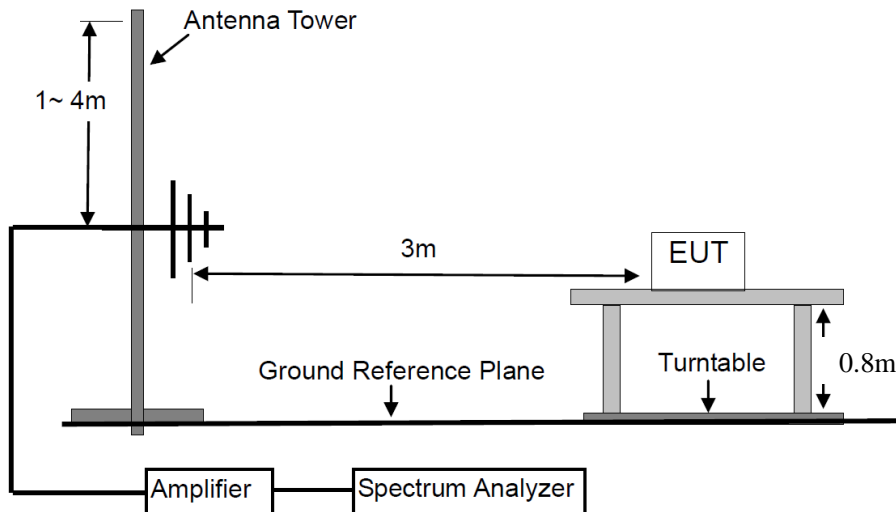 Antenna Tower
1~ 4m
3m
EUT
Ground Reference Plane
Turntable
0.8m
Amplifier
Spectrum Analyzer